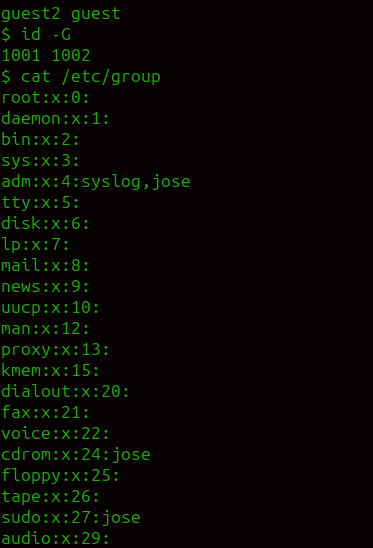 guest2 guest
$ id -G
1001 1002
$ cat /etc/group
root:x:0:
daemon:x:1:
bin:x:2:
sys:x:3:
adm:x:4:syslog,jose
tty:x:5:
disk:x:6:
lp:x:7:
mail:x:8:
news:x:9:
uucp:x:10:
man:x:12:
proxy:x:13:
kmem:x:15:
dialout:x:20:
fax:x:21:
voice:x:22:
cdrom:x:24:jose
floppy:x:25:
tape:x:26:
sudo:x:27:jose
audio:x:29: